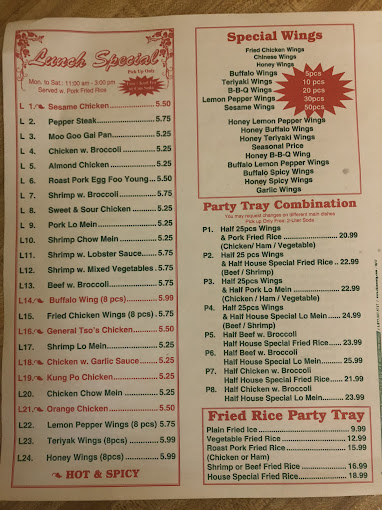 Lunch Special
Pick Up Only
Mon. to Sat.: 11:00 am - 3:00 pm
Served w. Pork Fried Rice
L 1. Sesame Chicken 5.50
L 2. Pepper Steak 5.75
L 3. Moo Goo Gai Pan 5.25
L 4. Chicken w. Broccoli 5.75
L 5. Almond Chicken 5.25
L 6. Roast Pork Egg Foo Young 5.50
L 7. Shrimp w. Broccoli 5.75
L 8. Sweet & Sour Chicken 5.25
L 9. Pork Lo Mein 5.25
L10. Shrimp Chow Mein 5.25
L11. Shrimp w. Lobster Sauce 5.75
L12. Shrimp w. Mixed Vegetables 5.75
L13. Beef w. Broccoli 5.75
L14. Buffalo Wing (8 pcs) 5.99
L15. Fried Chicken Wings (8 pcs) 5.75
L16. General Tso's Chicken 5.25
L17. Shrimp Lo Mein 5.25
L18. Chicken w. Garlic Sauce 5.25
L19. Kung Po Chicken 5.25
L20. Chicken Chow Mein 5.25
L21. Orange Chicken 5.50
L22. Lemon Pepper Wings (8 pcs) 5.75
L23. Teriyak Wings (8pcs) 5.99
L24. Honey Wings (8pcs) 5.99
HOT & SPICY
Special Wings
Fried Chicken Wings
Chinese Wings
Honey Wings
Buffalo Wings 5pcs
Teriyaki Wings 10 pcs
B-B-Q Wings 20 pcs
Lemon Pepper Wings 30pcs
Sesame Wings 50pcs
Honey Lemon Pepper Wings
Honey Buffalo Wings
Honey Teriyaki Wings
Seasonal Price
Honey B-B-Q Wing
Buffalo Lemon Pepper Wings
Buffalo Spicy Wings
Honey Spicy Wings
Garlic Wings
Party Tray Combination
You may request changes on different main dishes
Pick up Only Free 2-Liter Soda
P1. Half 25pcs Wing
& Pork Fried Rice 20.99
(Chicken/ Ham / Vegetable)
P2. Half 25 pcs Wings
& Half House Special Fried Rice 22.99
(Beef / Shrimp)
P3. Half 25pcs Wings
& Half Pork Lo Mein 22.99
(Chicken / Ham / Vegetable)
P4. Half 25pcs Wings
& Half House Special Lo Mein 24.99
(Beef / Shrimp)
P5. Half Beef w. Broccoli
Half House Special Fried Rice 23.99
P6. Half Beef w. Broccoli
Half House Special Lo Mein 25.99
P7. Half Chicken w. Broccoli
Half House Special Fried Rice 21.99
P8. Half Chicken w. Broccoli
Half House Special Lo Mein 23.99
Fried Rice Party Tray
Plain Fried Ice 9.99
Vegetable Fried Rice 12.99
Roast Pork Fried Rice 15.99
(Chicken or Ham)
Shrimp or Beef Fried Rice 16.99
House Special Fried Rice 18.99